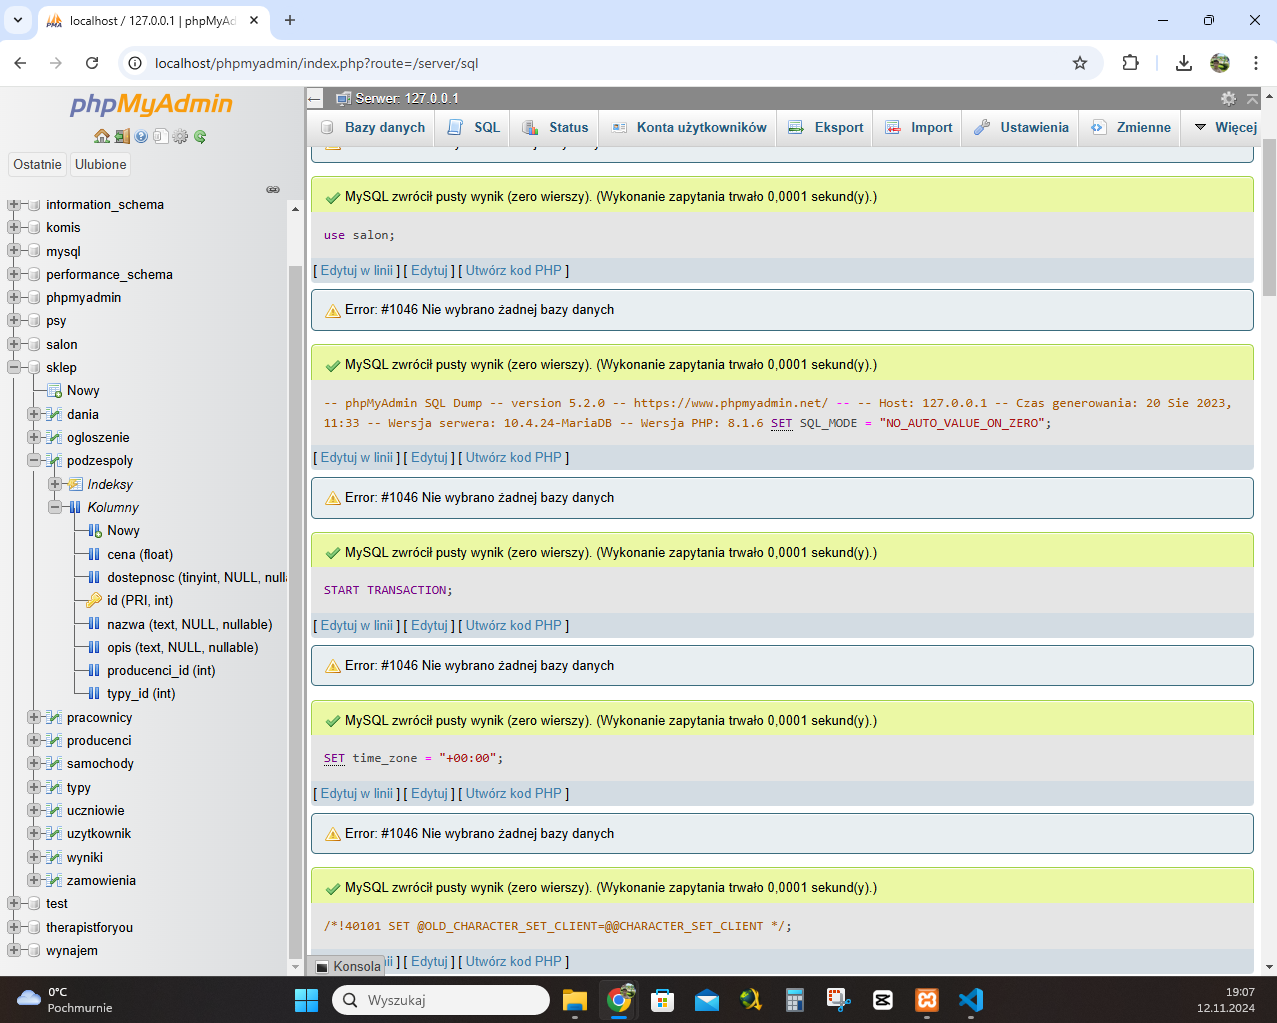 localhost / 127.0.0.1 | phpMyAd
localhost/phpmyadmin/index.php?route=/server/sql
phpMyAdmin
Ostatnie
Ulubione
information_schema
komis
mysql
performance_schema
phpmyadmin
psy
salon
sklep
Nowy
dania
ogloszenie
podzespoly
Indeksy
Kolumny
Nowy
cena (float)
dostepnosc (tinyint, NULL, nulla
id (PRI, int)
nazwa (text, NULL, nullable)
opis (text, NULL, nullable)
producenci_id (int)
typy_id (int)
pracownicy
producenci
samochody
typy
uczniowie
uzytkownik
wyniki
zamowienia
test
therapistforyou
wynajem
Serwer: 127.0.0.1
Bazy danych
SQL
Status
Konta użytkowników
Eksport
Import
Ustawienia
Zmienne
Więcej
MySQL zwrócił pusty wynik (zero wierszy). (Wykonanie zapytania trwało 0,0001 sekund(y).)
use salon;
[ Edytuj w linii ] [ Edytuj ] [ Utwórz kod PHP ]
Error: #1046 Nie wybrano żadnej bazy danych
MySQL zwrócił pusty wynik (zero wierszy). (Wykonanie zapytania trwało 0,0001 sekund(y).)
-- phpMyAdmin SQL Dump -- version 5.2.0 -- https://www.phpmyadmin.net/ -- -- Host: 127.0.0.1 -- Czas generowania: 20 Sie 2023,
11:33 -- Wersja serwera: 10.4.24-MariaDB -- Wersja PHP: 8.1.6 SET SQL_MODE = "NO_AUTO_VALUE_ON_ZERO";
[ Edytuj w linii ] [ Edytuj ] [ Utwórz kod PHP ]
Error: #1046 Nie wybrano żadnej bazy danych
MySQL zwrócił pusty wynik (zero wierszy). (Wykonanie zapytania trwało 0,0001 sekund(y).)
START TRANSACTION;
[ Edytuj w linii ] [ Edytuj ] [ Utwórz kod PHP ]
Error: #1046 Nie wybrano żadnej bazy danych
MySQL zwrócił pusty wynik (zero wierszy). (Wykonanie zapytania trwało 0,0001 sekund(y).)
SET time_zone = "+00:00";
[ Edytuj w linii ] [ Edytuj ] [ Utwórz kod PHP ]
Error: #1046 Nie wybrano żadnej bazy danych
MySQL zwrócił pusty wynik (zero wierszy). (Wykonanie zapytania trwało 0,0001 sekund(y).)
/*!40101 SET @OLD_CHARACTER_SET_CLIENT=@@CHARACTER_SET_CLIENT */;
nii ] [ Edytuj ] [ Utwórz kod PHP ]
Konsola
0°C
Pochmurnie
Wyszukaj
19:07
12.11.2024